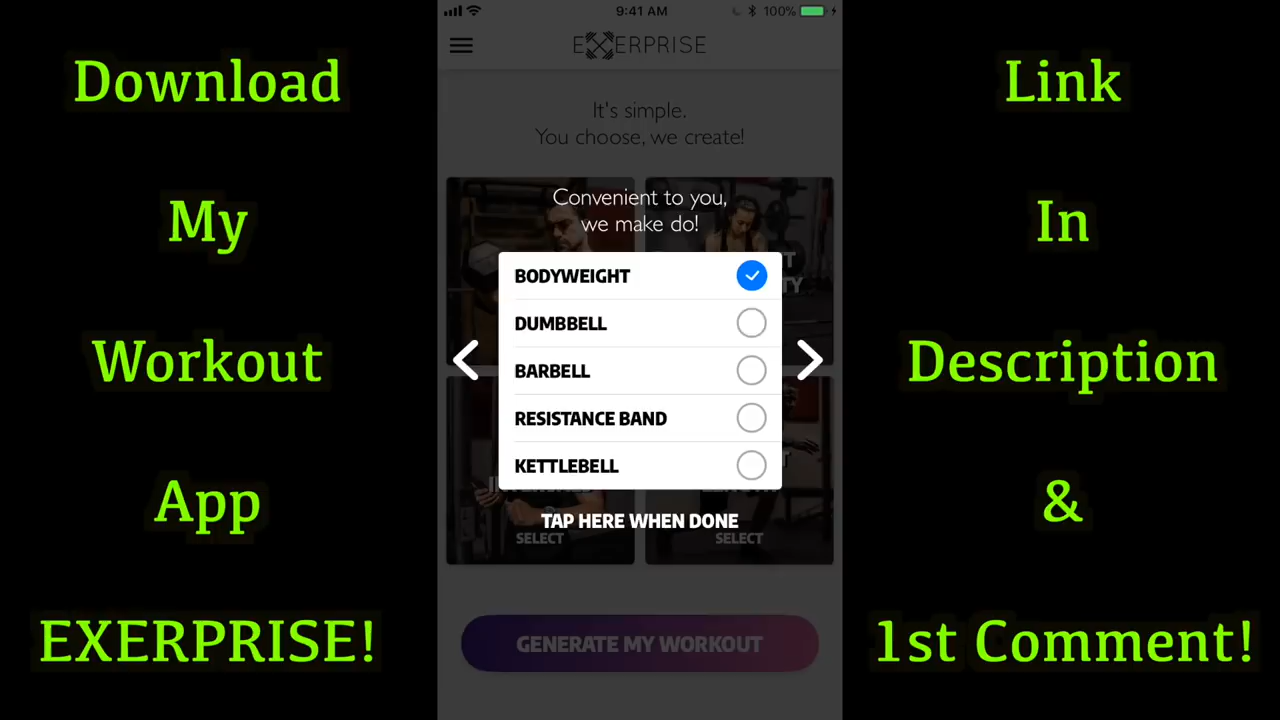 Download
My
Workout
App
EXERPRISE!
9:41 AM
100%
EXERPRISE
It's simple.
You choose, we create!
Convenient to you,
we make do!
BODYWEIGHT
DUMBBELL
BARBELL
RESISTANCE BAND
KETTLEBELL
TAP HERE WHEN DONE
SELECT
SELECT
GENERATE MY WORKOUT
Link
In
Description
&
1st Comment!